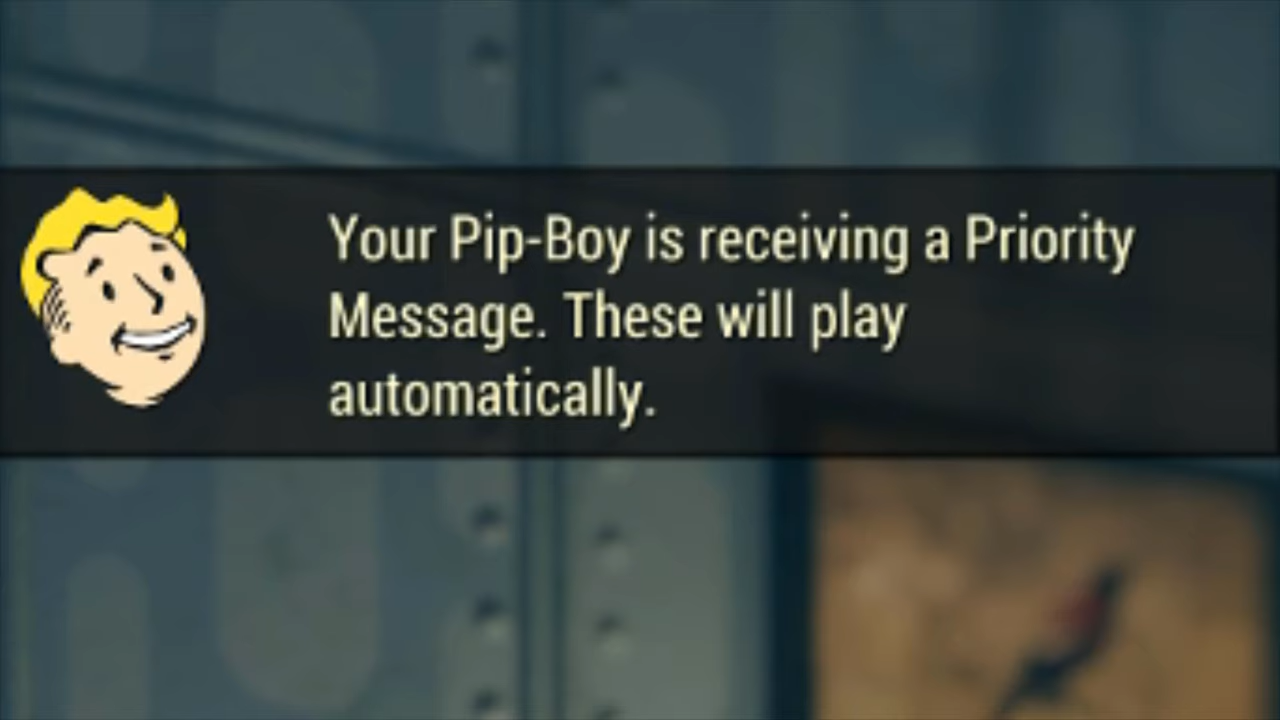 Your Pip-Boy is receiving a Priority
Message. These will play
automatically.